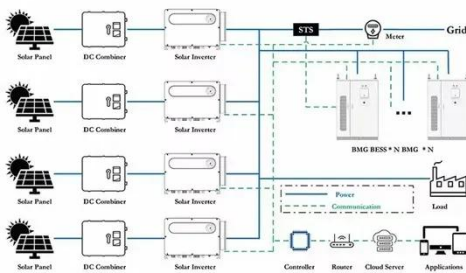 STS
Meter
Grid
Solar Panel
DC Combiner
Solar Inverter
Solar Panel
DC Combiner
Solar Inverter
BMG BESS * N BMG * N
Solar Panel
DC Combiner
Solar Inverter
Power
Communication
Load
Solar Panel
DC Combiner
Solar Inverter
Controller
Router
Cloud Server
Applications